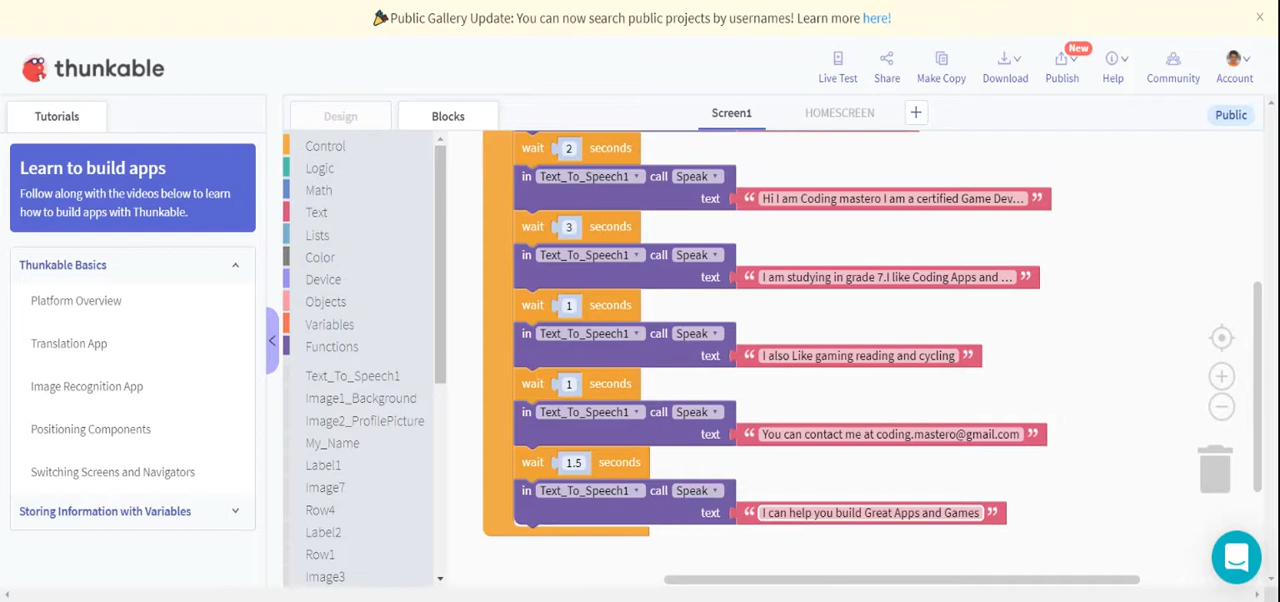 Public Gallery Update: You can now search public projects by usernames! Learn more here!
thunkable
Live Test
Share
Make Copy
Download
New
Publish
Help
Community
Account
Tutorials
Design
Blocks
Screen1
HOMESCREEN
Public
Learn to build apps
Follow along with the videos below to learn
how to build apps with Thunkable.
Thunkable Basics
Platform Overview
Translation App
Image Recognition App
Positioning Components
Switching Screens and Navigators
Storing Information with Variables
Control
Logic
Math
Text
Lists
Color
Device
Objects
Variables
Functions
Text_To_Speech1
Image1_Background
Image2_ProfilePicture
My_Name
Label1
Image7
Row4
Label2
Row1
Image3
wait 2 seconds
in Text_To_Speech1 call Speak
text “ Hi I am Coding mastero I am a certified Game Dev... ”
wait 3 seconds
in Text_To_Speech1 call Speak
text “ I am studying in grade 7.I like Coding Apps and ... ”
wait 1 seconds
in Text_To_Speech1 call Speak
text “ I also Like gaming reading and cycling ”
wait 1 seconds
in Text_To_Speech1 call Speak
text “ You can contact me at coding.mastero@gmail.com ”
wait 1.5 seconds
in Text_To_Speech1 call Speak
text “ I can help you build Great Apps and Games ”